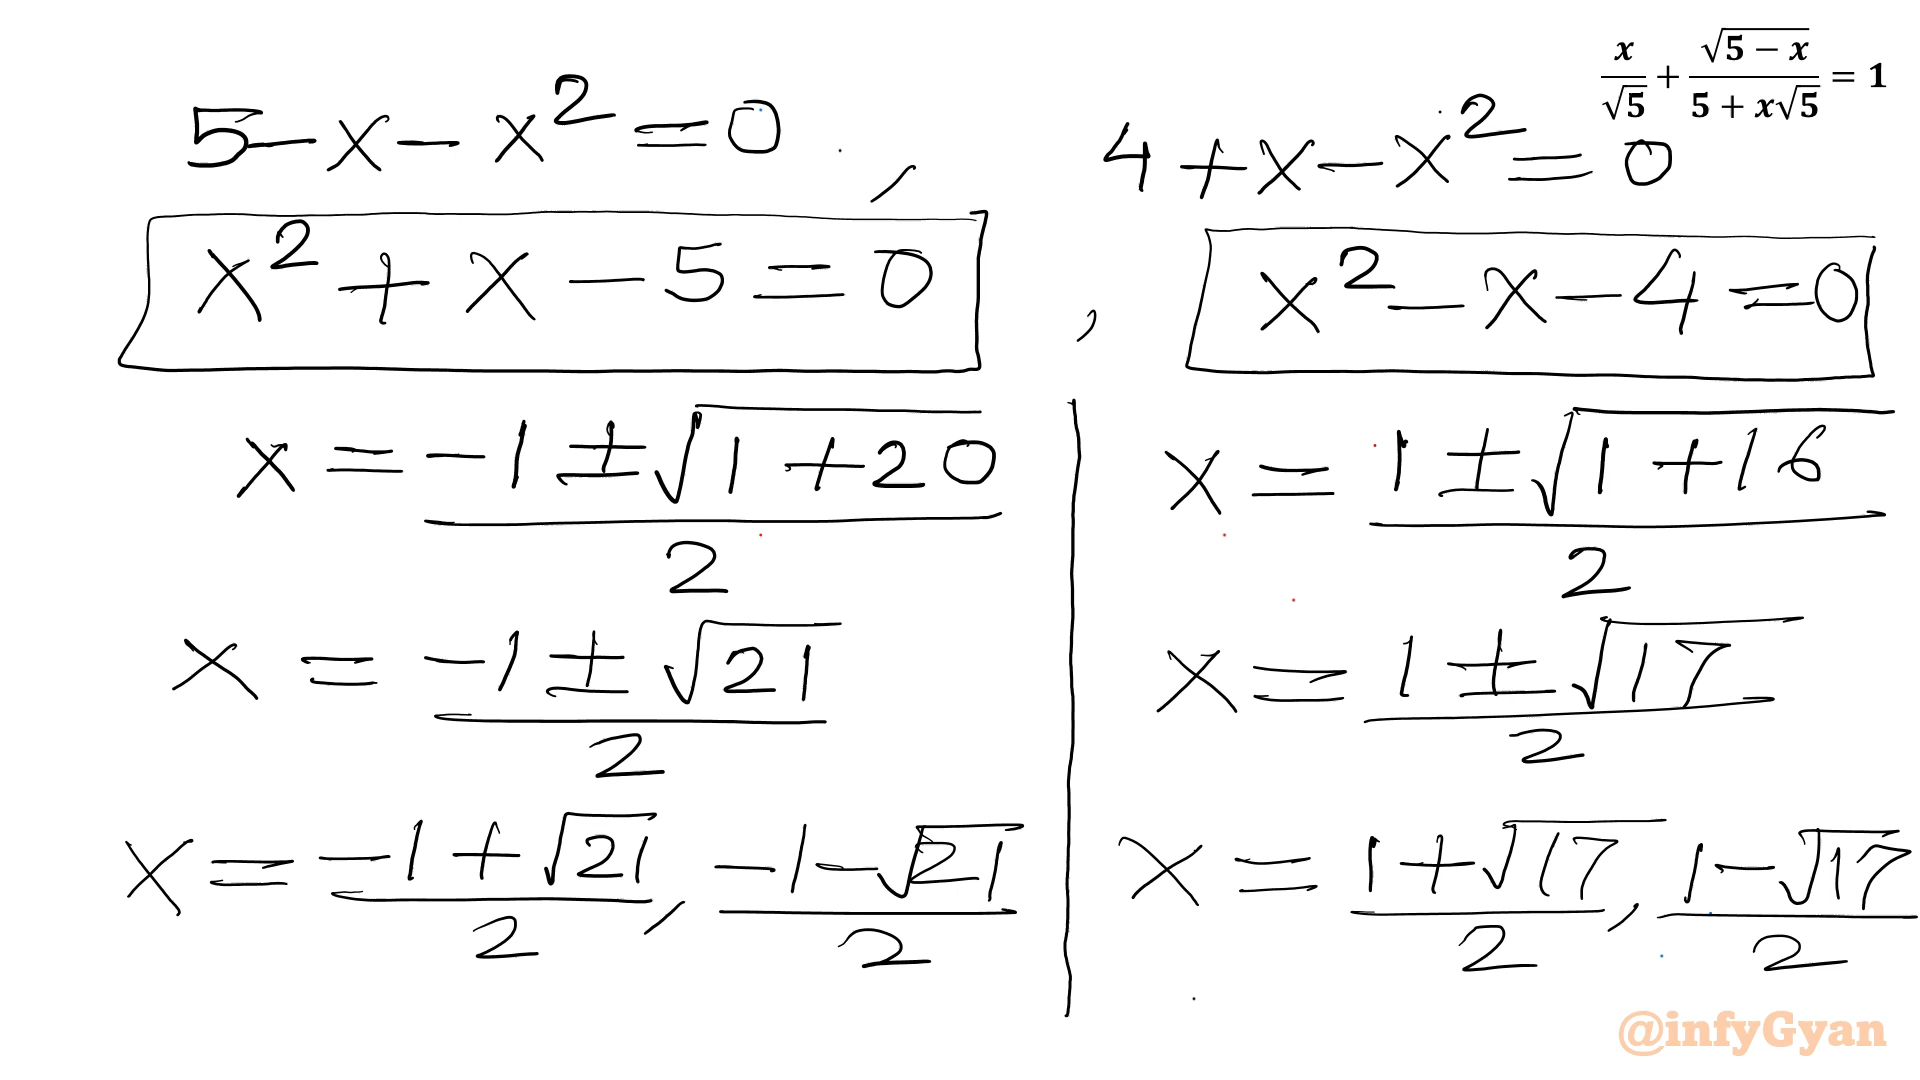 x/√5 + √(5 − x)/(5 + x√5) = 1
5 − x − x² = 0 ,
4 + x − x² = 0
x² + x − 5 = 0 ,
x² − x − 4 = 0
x = (−1 ± √(1 + 20))/2
x = (−1 ± √21)/2
x = (−1 + √21)/2 , (−1 − √21)/2
x = (1 ± √(1 + 16))/2
x = (1 ± √17)/2
x = (1 + √17)/2 , (1 − √17)/2
@infyGyan